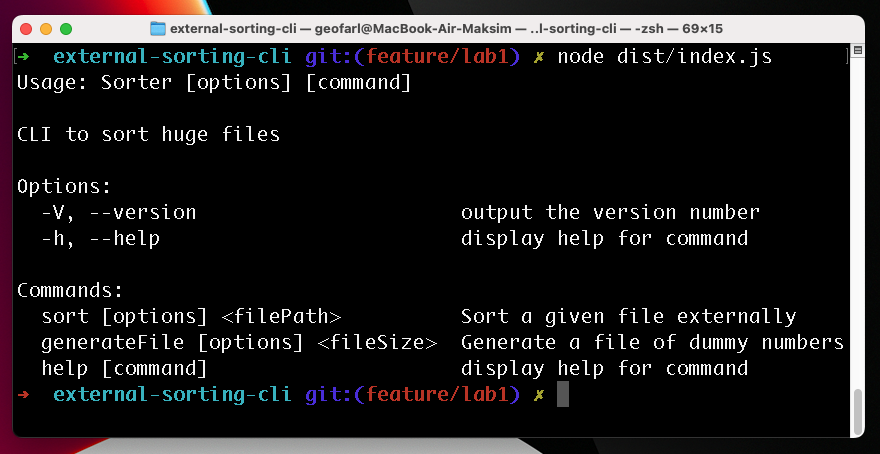 external-sorting-cli — geofarl@MacBook-Air-Maksim — ..l-sorting-cli — -zsh — 69×15
[→  external-sorting-cli git:(feature/lab1) ✗ node dist/index.js ]
Usage: Sorter [options] [command]
CLI to sort huge files
Options:
  -V, --version                      output the version number
  -h, --help                         display help for command
Commands:
  sort [options] <filePath>          Sort a given file externally
  generateFile [options] <fileSize>  Generate a file of dummy numbers
  help [command]                     display help for command
→  external-sorting-cli git:(feature/lab1) ✗